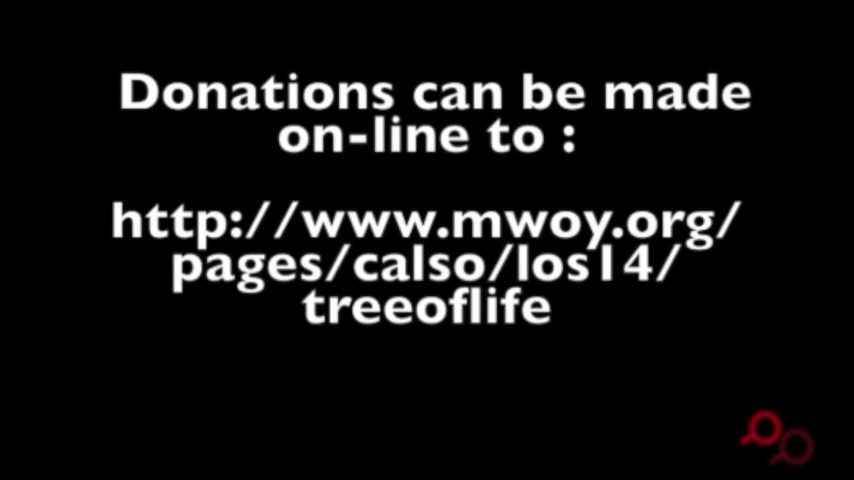 Donations can be made
on-line to :
http://www.mwoy.org/
pages/calso/los14/
treeoflife